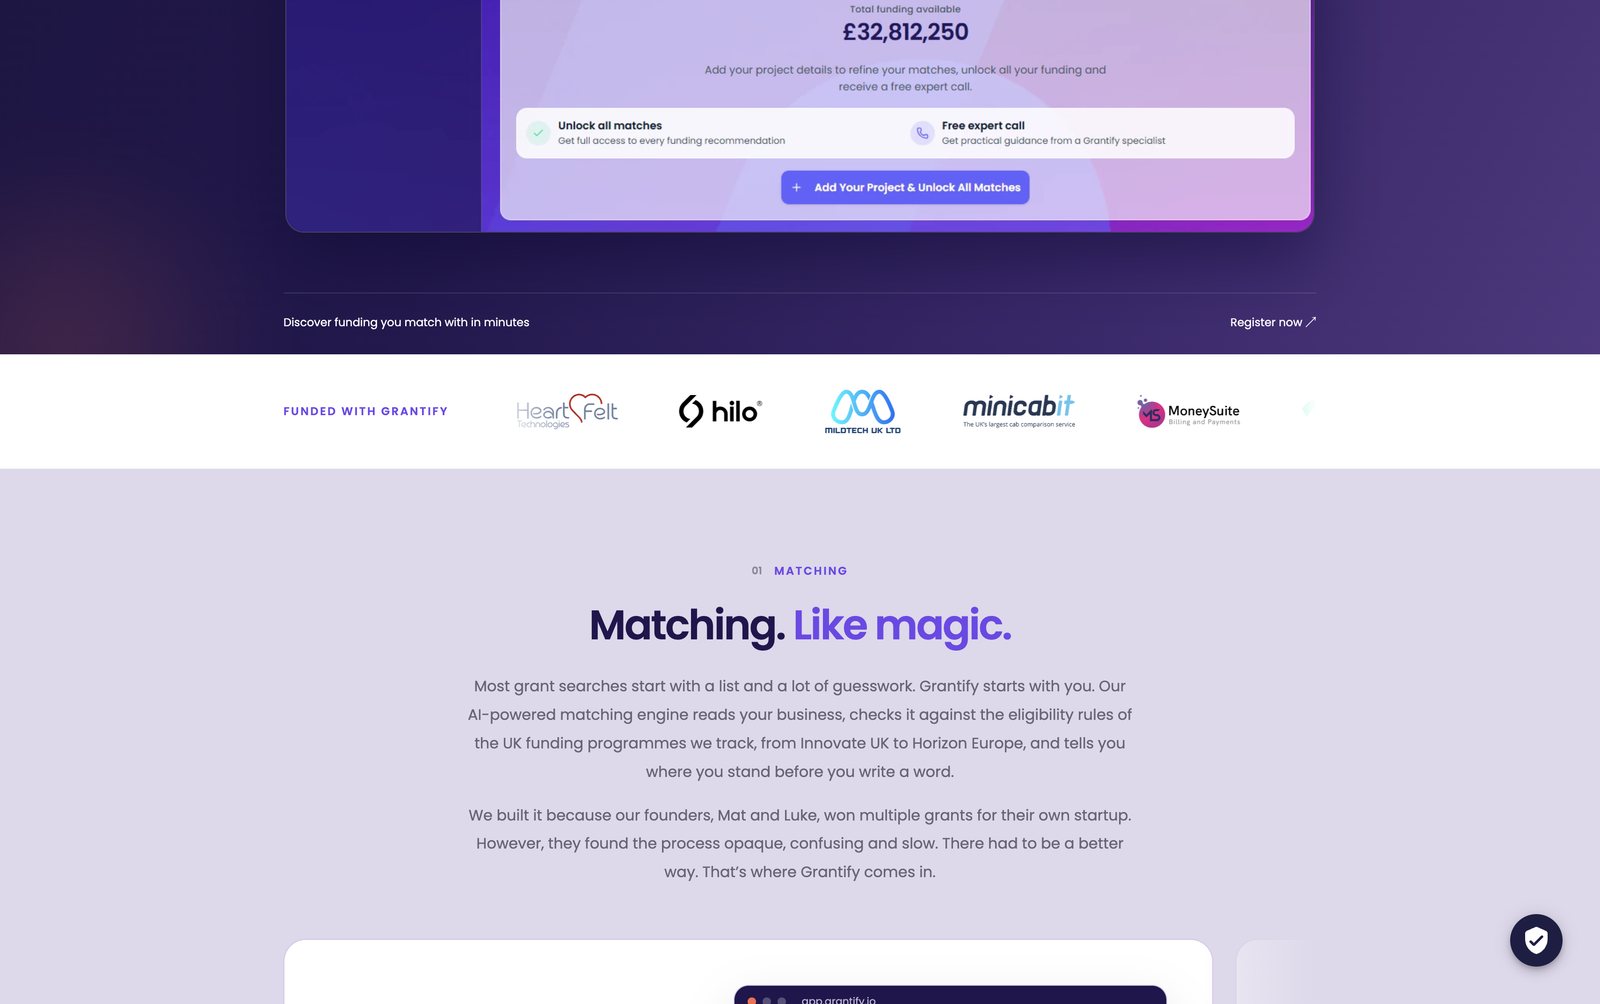 Total funding available
£32,812,250
Add your project details to refine your matches, unlock all your funding and
receive a free expert call.
Unlock all matches
Get full access to every funding recommendation
Free expert call
Get practical guidance from a Grantify specialist
Add Your Project & Unlock All Matches
Discover funding you match with in minutes
Register now
FUNDED WITH GRANTIFY
HeartFelt
Technologies
hilo®
MILOTECH UK LTD
minicabit
The UK's largest cab comparison service
MS
MoneySuite
Billing and Payments
01 MATCHING
Matching. Like magic.
Most grant searches start with a list and a lot of guesswork. Grantify starts with you. Our
AI-powered matching engine reads your business, checks it against the eligibility rules of
the UK funding programmes we track, from Innovate UK to Horizon Europe, and tells you
where you stand before you write a word.
We built it because our founders, Mat and Luke, won multiple grants for their own startup.
However, they found the process opaque, confusing and slow. There had to be a better
way. That’s where Grantify comes in.
app.grantify.io